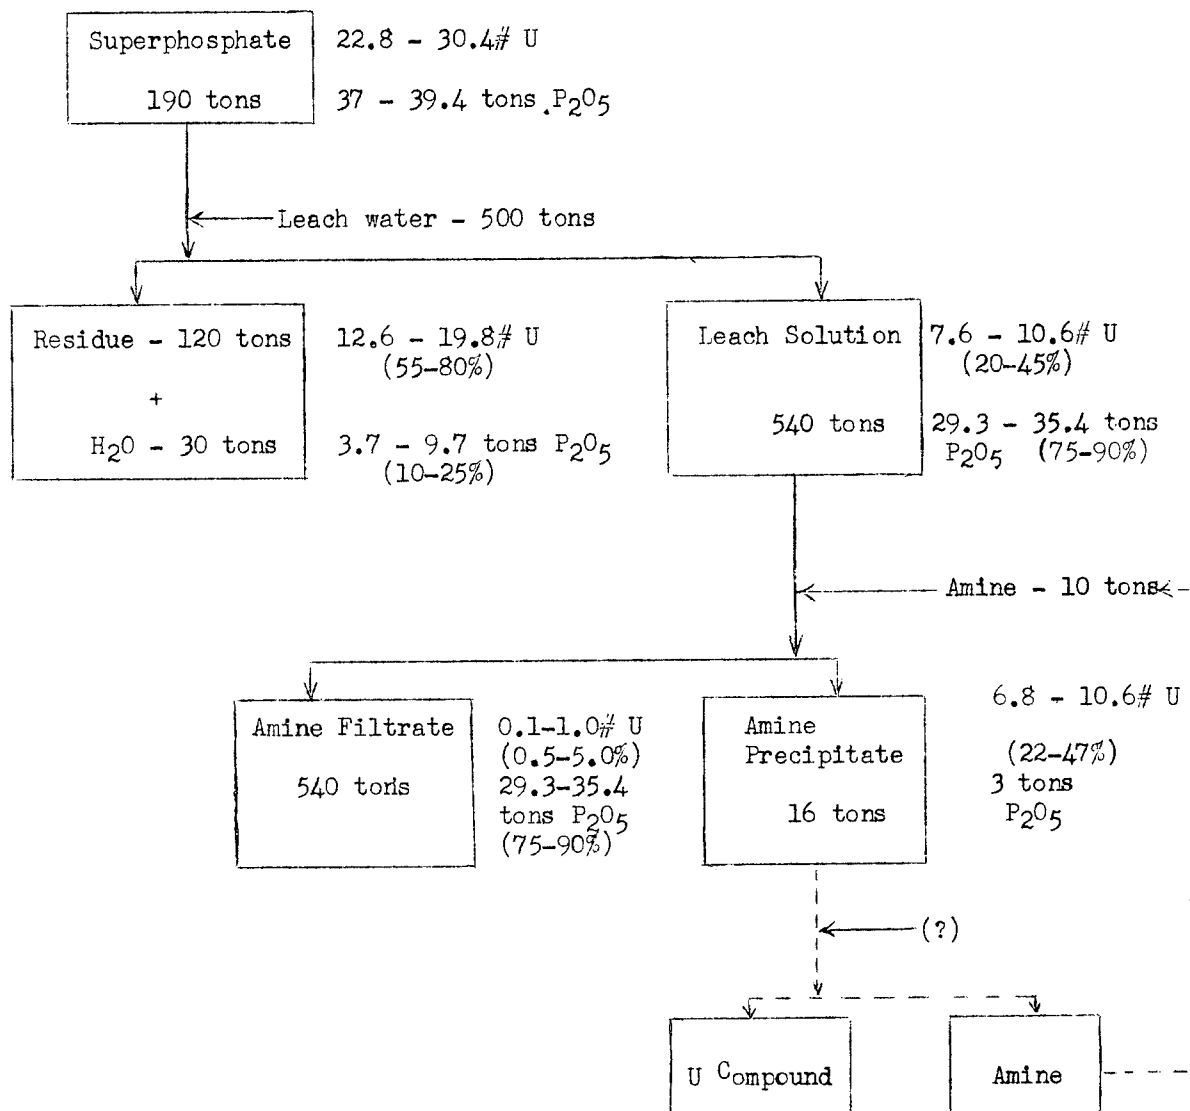 Superphosphate
190 tons
22.8 - 30.4# U
37 - 39.4 tons P2O5
Leach water - 500 tons
Residue - 120 tons
+
H2O - 30 tons
12.6 - 19.8# U
(55-80%)
3.7 - 9.7 tons P2O5
(10-25%)
Leach Solution
540 tons
7.6 - 10.6# U
(20-45%)
29.3 - 35.4 tons
P2O5 (75-90%)
Amine - 10 tons
Amine Filtrate
540 tons
0.1-1.0# U
(0.5-5.0%)
29.3-35.4
tons P2O5
(75-90%)
Amine
Precipitate
16 tons
6.8 - 10.6# U
(22-47%)
3 tons
P2O5
(?)
U Compound
Amine